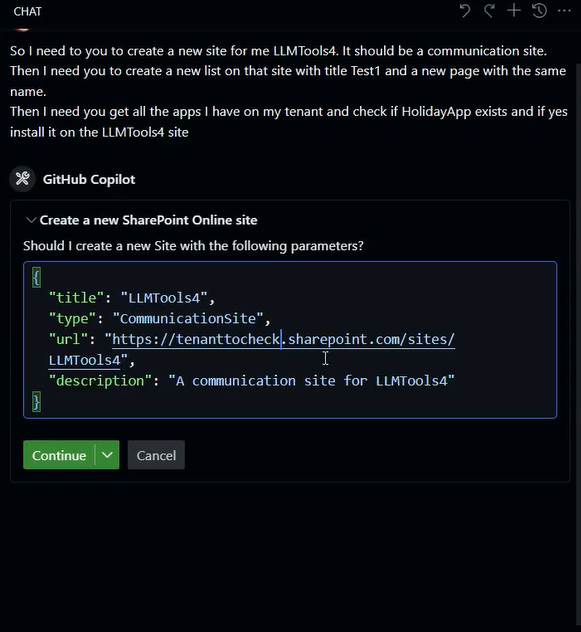 CHAT
So I need to you to create a new site for me LLMTools4. It should be a communication site.
Then I need you to create a new list on that site with title Test1 and a new page with the same
name.
Then I need you get all the apps I have on my tenant and check if HolidayApp exists and if yes
install it on the LLMTools4 site
GitHub Copilot
Create a new SharePoint Online site
Should I create a new Site with the following parameters?
{
"title": "LLMTools4",
"type": "CommunicationSite",
"url": "https://tenanttocheck.sharepoint.com/sites/
LLMTools4",
"description": "A communication site for LLMTools4"
}
Continue
Cancel